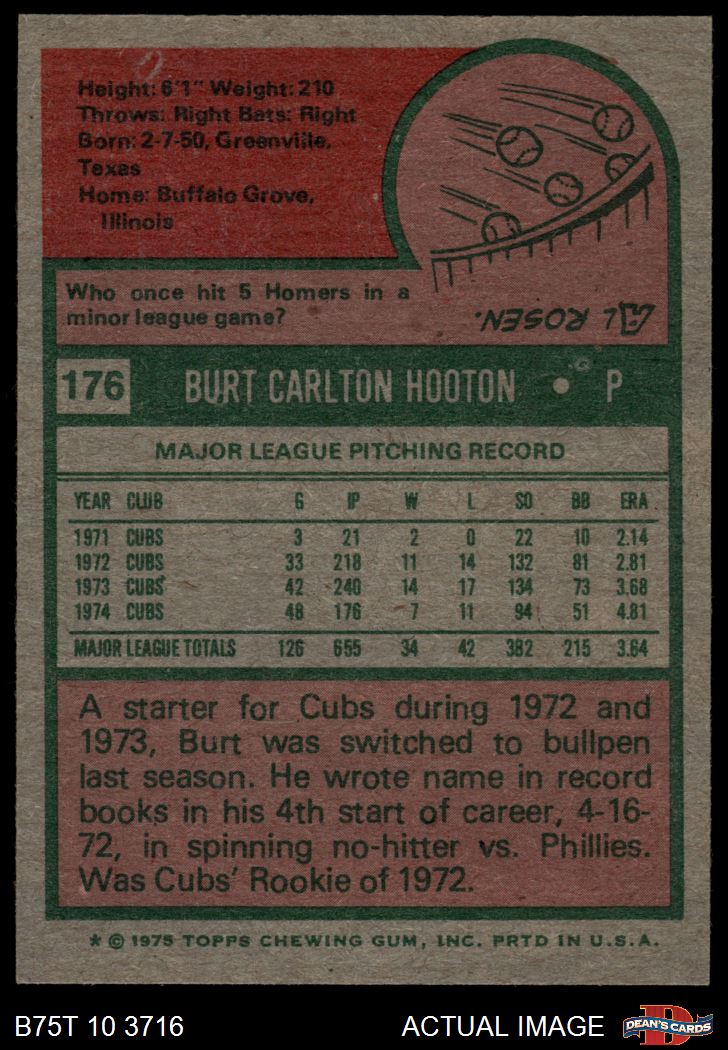 Height: 6'1" Weight: 210
Throws: Right Bats: Right
Born: 2-7-50, Greenville,
Texas
Home: Buffalo Grove,
Illinois
Who once hit 5 Homers in a
minor league game?
AL ROSEN.
176 BURT CARLTON HOOTON • P
MAJOR LEAGUE PITCHING RECORD
YEAR CLUB G IP W L SO BB ERA
1971 CUBS 3 21 2 0 22 10 2.14
1972 CUBS 33 218 11 14 132 81 2.81
1973 CUBS 42 240 14 17 134 73 3.68
1974 CUBS 48 176 7 11 94 51 4.81
MAJOR LEAGUE TOTALS 126 655 34 42 382 215 3.64
A starter for Cubs during 1972 and
1973, Burt was switched to bullpen
last season. He wrote name in record
books in his 4th start of career, 4-16-
72, in spinning no-hitter vs. Phillies.
Was Cubs' Rookie of 1972.
* © 1975 TOPPS CHEWING GUM, INC. PRTD IN U.S.A.
B75T 10 3716 ACTUAL IMAGE D DEAN'S CARDS